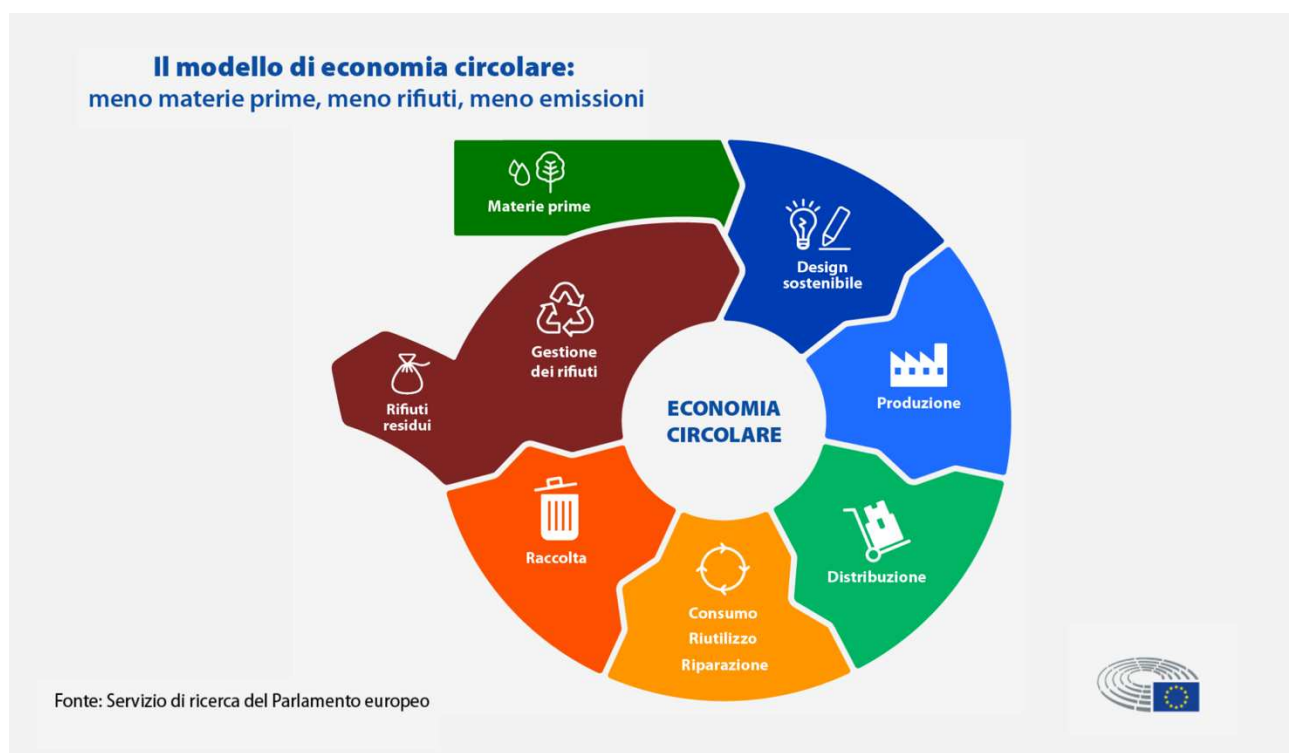 Il modello di economia circolare:
meno materie prime, meno rifiuti, meno emissioni
Materie prime
Design
sostenibile
Produzione
Distribuzione
Consumo
Riutilizzo
Riparazione
Raccolta
Gestione
dei rifiuti
Rifiuti
residui
ECONOMIA
CIRCOLARE
Fonte: Servizio di ricerca del Parlamento europeo